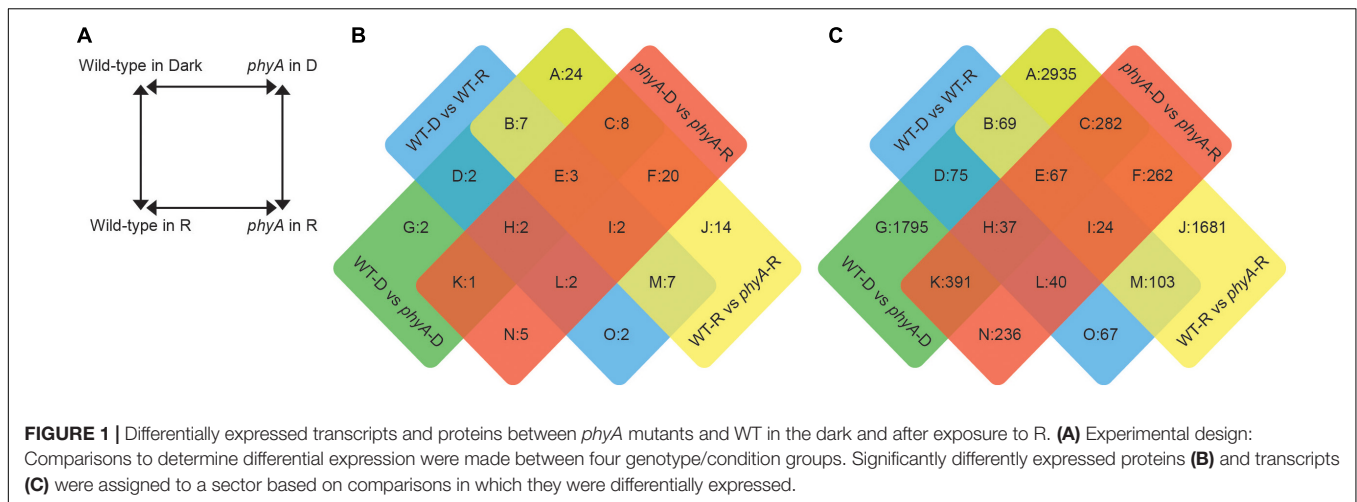 A
Wild-type in Dark
phyA in D
Wild-type in R
phyA in R
B
WT-D vs WT-R
A:24
phyA-D vs phyA-R
B:7
C:8
D:2
E:3
F:20
G:2
H:2
I:2
J:14
WT-D vs phyA-D
K:1
L:2
M:7
WT-R vs phyA-R
N:5
O:2
C
WT-D vs WT-R
A:2935
phyA-D vs phyA-R
B:69
C:282
D:75
E:67
F:262
G:1795
H:37
I:24
J:1681
WT-D vs phyA-D
K:391
L:40
M:103
WT-R vs phyA-R
N:236
O:67
FIGURE 1 | Differentially expressed transcripts and proteins between phyA mutants and WT in the dark and after exposure to R. (A) Experimental design:
Comparisons to determine differential expression were made between four genotype/condition groups. Significantly differently expressed proteins (B) and transcripts
(C) were assigned to a sector based on comparisons in which they were differentially expressed.